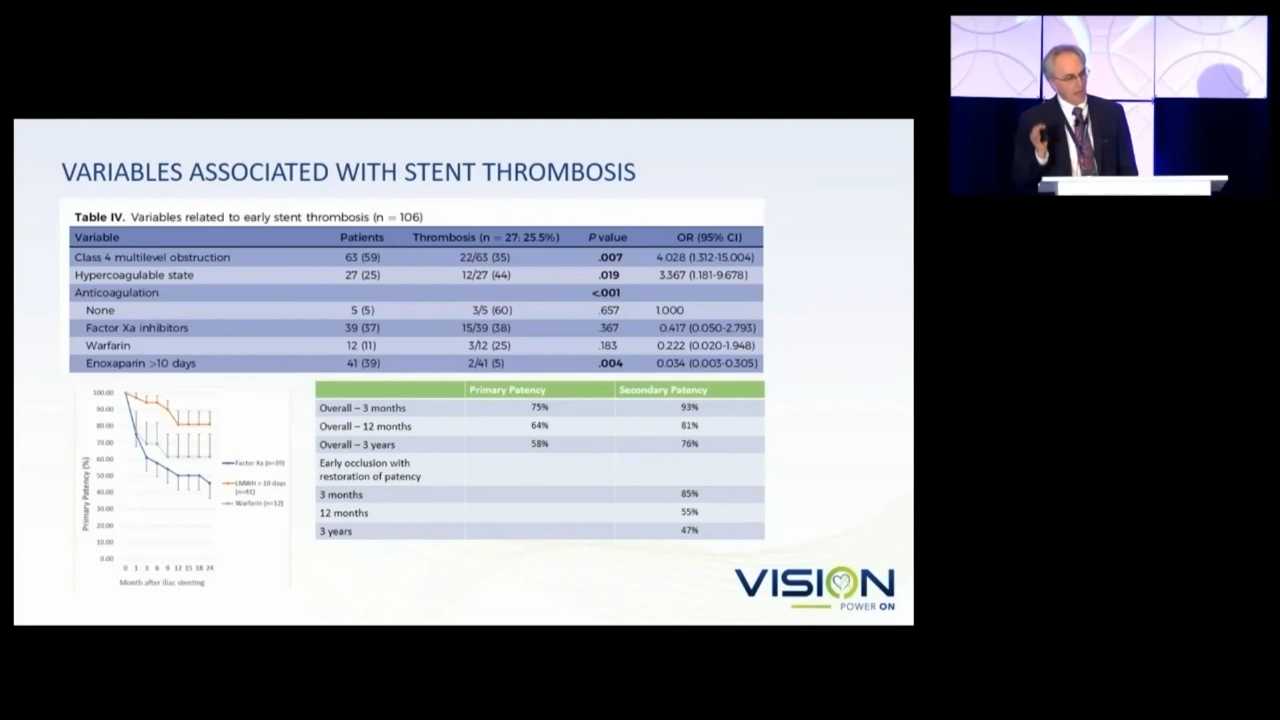 VARIABLES ASSOCIATED WITH STENT THROMBOSIS
Table IV. Variables related to early stent thrombosis (n = 106)
Variable Patients Thrombosis (n = 27; 25.5%) P value OR (95% CI)
Class 4 multilevel obstruction 63 (59) 22/63 (35) .007 4.028 (1.312-15.004)
Hypercoagulable state 27 (25) 12/27 (44) .019 3.367 (1.181-9.678)
Anticoagulation <.001
None 5 (5) 3/5 (60) .657 1.000
Factor Xa inhibitors 39 (37) 15/39 (38) .367 0.417 (0.050-2.793)
Warfarin 12 (11) 3/12 (25) .183 0.222 (0.020-1.948)
Enoxaparin >10 days 41 (39) 2/41 (5) .004 0.034 (0.003-0.305)
Primary Patency (%)
100.00
90.00
80.00
70.00
60.00
50.00
40.00
30.00
20.00
10.00
0.00
0 1 3 6 9 12 15 18 24
Month after iliac stenting
Factor Xa (n=39)
LMWH > 10 days
(n=41)
Warfarin (n=12)
Primary Patency Secondary Patency
Overall – 3 months 75% 93%
Overall – 12 months 64% 81%
Overall – 3 years 58% 76%
Early occlusion with
restoration of patency
3 months 85%
12 months 55%
3 years 47%
VISION
POWER ON